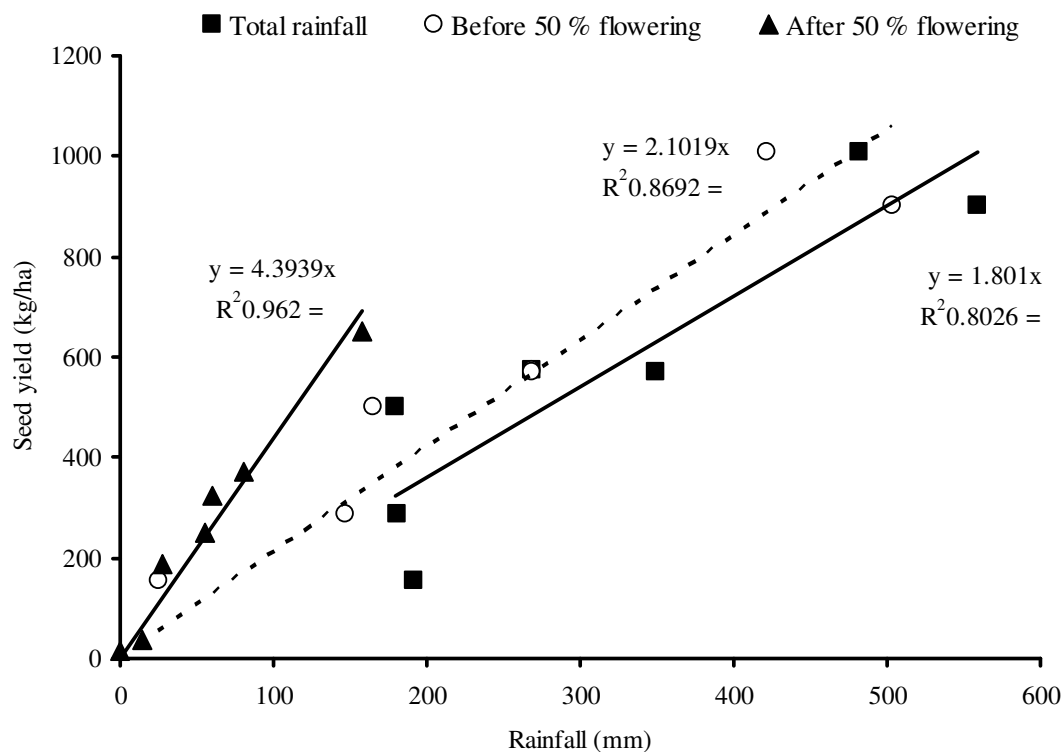 Total rainfall Before 50 % flowering After 50 % flowering
1200
1000
800
600
400
200
0
Seed yield (kg/ha)
y = 2.1019x
R²0.8692 =
y = 4.3939x
R²0.962 =
y = 1.801x
R²0.8026 =
0 100 200 300 400 500 600
Rainfall (mm)